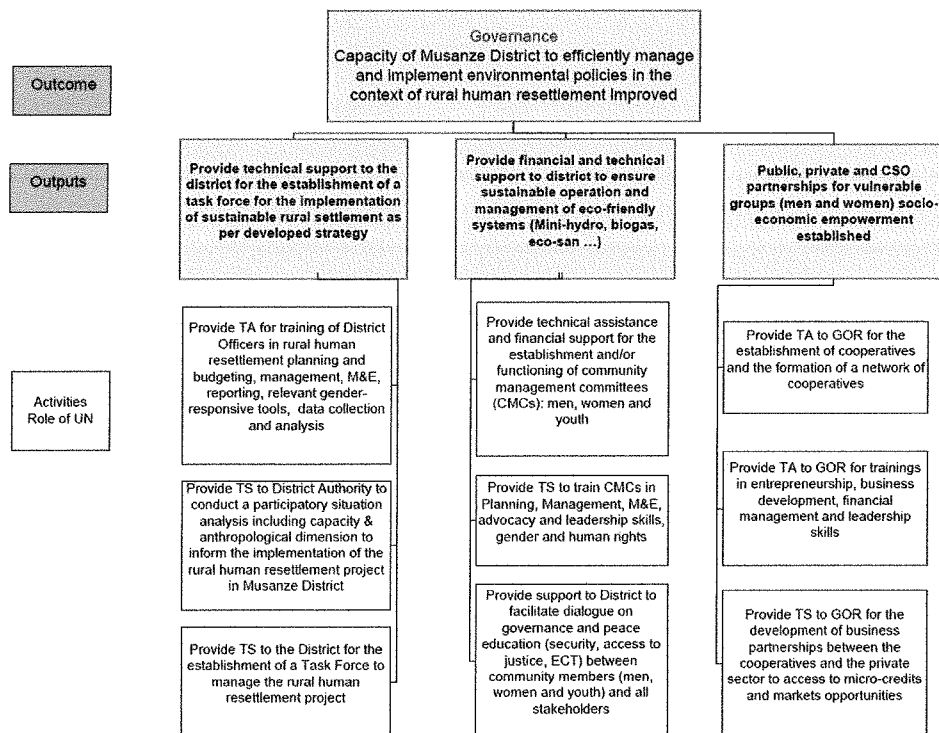 Governance
Capacity of Musanze District to efficiently manage
and implement environmental policies in the
context of rural human resettlement Improved
Outcome
Outputs
Provide technical support to the
district for the establishment of a
task force for the implementation
of sustainable rural settlement as
per developed strategy
Provide financial and technical
support to district to ensure
sustainable operation and
management of eco-friendly
systems (Mini-hydro, biogas,
eco-san ...)
Public, private and CSO
partnerships for vulnerable
groups (men and women) socio-
economic empowerment
established
Activities
Role of UN
Provide TA for training of District
Officers in rural human
resettlement planning and
budgeting, management, M&E,
reporting, relevant gender-
responsive tools, data collection
and analysis
Provide technical assistance
and financial support for the
establishment and/or
functioning of community
management committees
(CMCs): men, women and
youth
Provide TA to GOR for the
establishment of cooperatives
and the formation of a network of
cooperatives
Provide TS to District Authority to
conduct a participatory situation
analysis including capacity &
anthropological dimension to
inform the implementation of the
rural human resettlement project
in Musanze District
Provide TS to train CMCs in
Planning, Management, M&E,
advocacy and leadership skills,
gender and human rights
Provide TA to GOR for trainings
in entrepreneurship, business
development, financial
management and leadership
skills
Provide TS to the District for the
establishment of a Task Force to
manage the rural human
resettlement project
Provide support to District to
facilitate dialogue on
governance and peace
education (security, access to
justice, ECT) between
community members (men,
women and youth) and all
stakeholders
Provide TS to GOR for the
development of business
partnerships between the
cooperatives and the private
sector to access to micro-credits
and markets opportunities